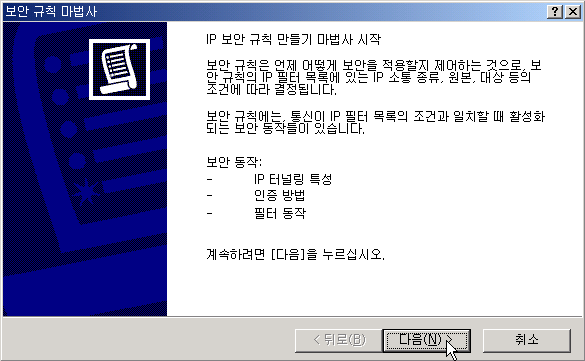 보안 규칙 마법사
IP 보안 규칙 만들기 마법사 시작
보안 규칙은 언제 어떻게 보안을 적용할지 제어하는 것으로, 보
안 규칙의 IP 필터 목록에 있는 IP 소통 종류, 원본, 대상 등의
조건에 따라 결정됩니다.
보안 규칙에는, 통신이 IP 필터 목록의 조건과 일치할 때 활성화
되는 보안 동작들이 있습니다.
보안 동작:
- IP 터널링 특성
- 인증 방법
- 필터 동작
계속하려면 [다음]을 누르십시오.
< 뒤로(B) 다음(N) > 취소